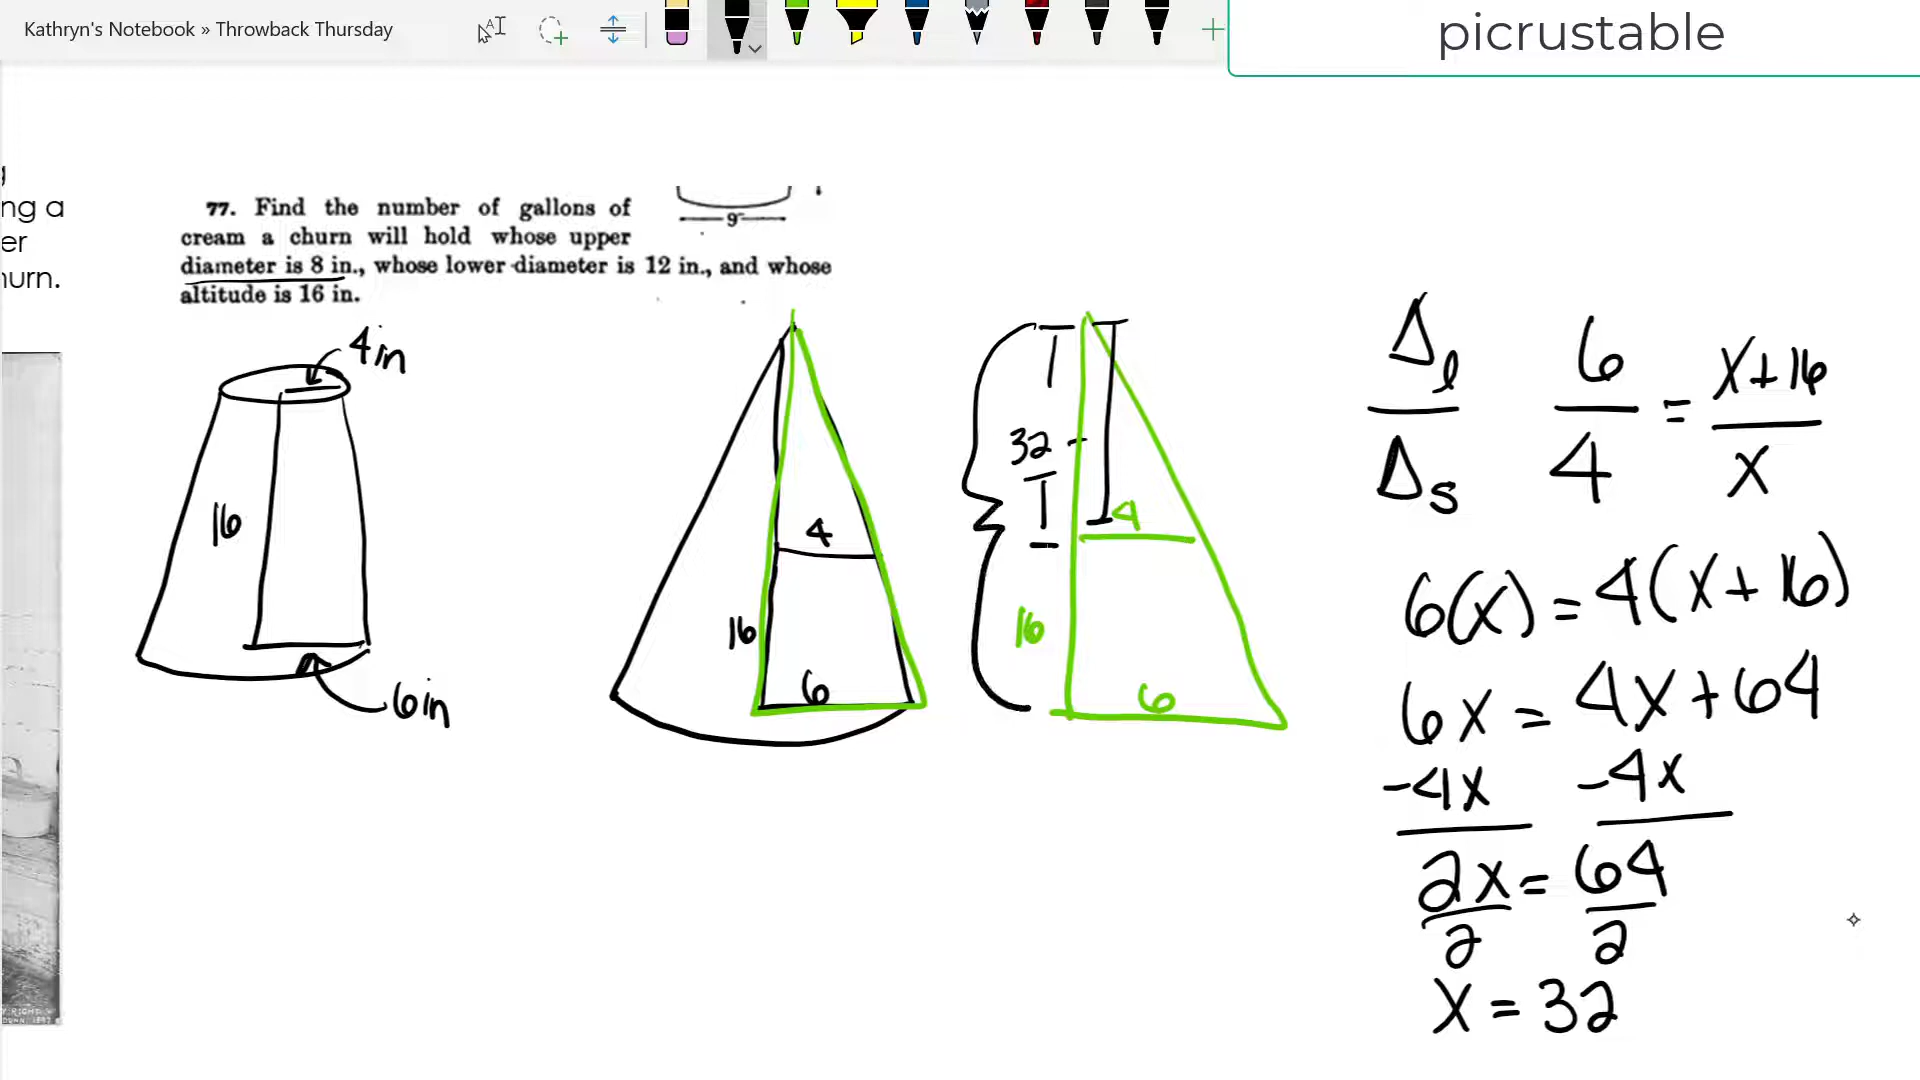 Kathryn's Notebook » Throwback Thursday
picrustable
ng a
er
hurn.
9
77. Find the number of gallons of
cream a churn will hold whose upper
diameter is 8 in., whose lower diameter is 12 in., and whose
altitude is 16 in.
4in
16
6in
4
16
6
32
4
16
6
Δl 6 = x+16
Δs 4 x
6(x) = 4(x+16)
6x = 4x+64
-4x -4x
2x = 64
2 2
x = 32